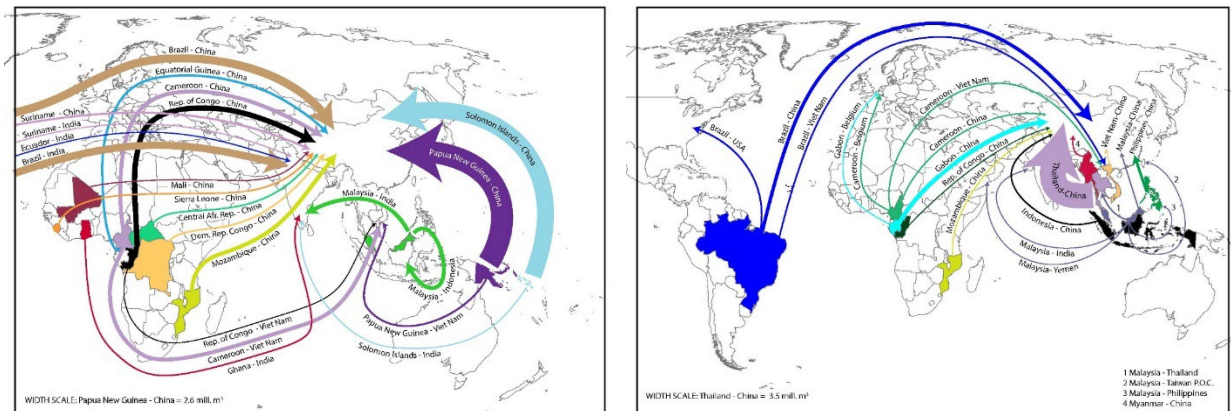 Brazil - China
Equatorial Guinea - China
Cameroon - China
Rep. of Congo - China
Suriname - China
Suriname - India
Ecuador - India
Brazil - India
Mali - China
Sierra Leone - China
Central Afr. Rep. - China
Dem. Rep. Congo - China
Mozambique - China
Malaysia - India
Malaysia - Indonesia
Papua New Guinea - China
Solomon Islands - China
Rep. of Congo - Viet Nam
Cameroon - Viet Nam
Ghana - India
Papua New Guinea - Viet Nam
Solomon Islands - India
WIDTH SCALE: Papua New Guinea - China = 2.6 mill. m³
Brazil - USA
Brazil - China
Brazil - Viet Nam
Gabon - Belgium
Cameroon - Belgium
Cameroon - Viet Nam
Cameroon - China
Gabon - China
Rep. of Congo - China
Mozambique - China
Thailand - China
Viet Nam-China
Malaysia-China
Philippines-China
Indonesia - China
Malaysia - India
Malaysia- Yemen
4
3
1 Malaysia - Thailand
2 Malaysia - Taiwan P.O.C.
3 Malaysia - Philippines
4 Myanmar - China
WIDTH SCALE: Thailand - China = 3.5 mill. m³